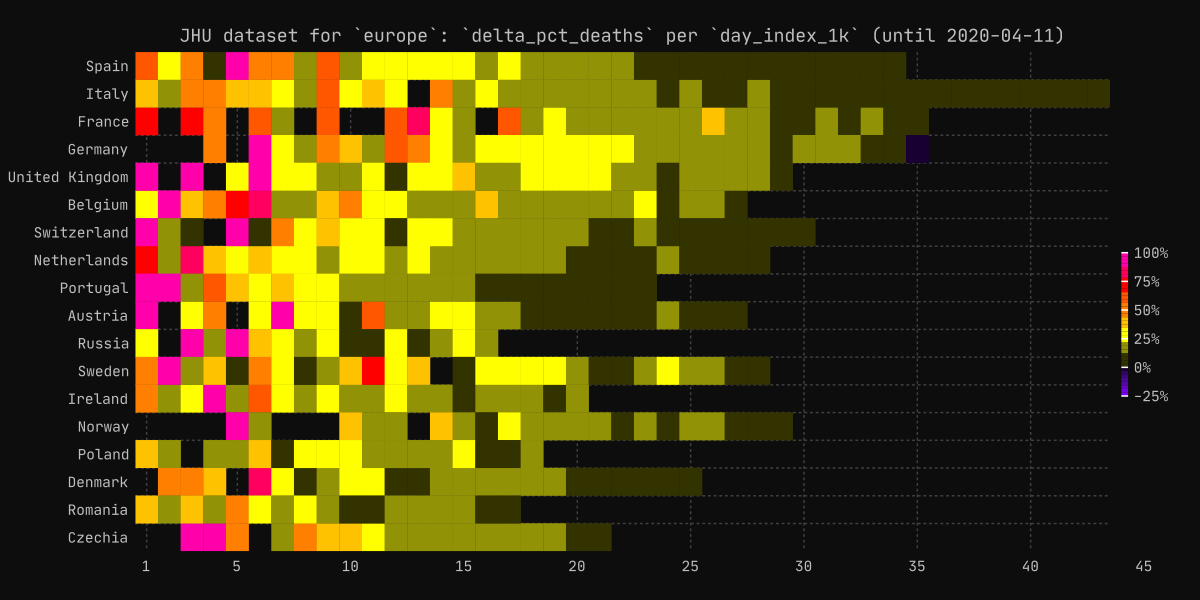 JHU dataset for `europe`: `delta_pct_deaths` per `day_index_1k` (until 2020-04-11)
Spain
Italy
France
Germany
United Kingdom
Belgium
Switzerland
Netherlands
Portugal
Austria
Russia
Sweden
Ireland
Norway
Poland
Denmark
Romania
Czechia
100%
75%
50%
25%
0%
-25%
1 5 10 15 20 25 30 35 40 45